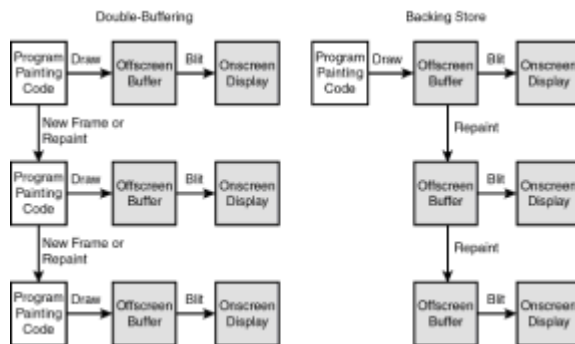 Double-Buffering
Backing Store
Program
Painting
Code
Draw
Offscreen
Buffer
Blit
Onscreen
Display
Program
Painting
Code
Draw
Offscreen
Buffer
Blit
Onscreen
Display
New Frame or
Repaint
Repaint
Program
Painting
Code
Draw
Offscreen
Buffer
Blit
Onscreen
Display
Offscreen
Buffer
Blit
Onscreen
Display
New Frame or
Repaint
Repaint
Program
Painting
Code
Draw
Offscreen
Buffer
Blit
Onscreen
Display
Offscreen
Buffer
Blit
Onscreen
Display